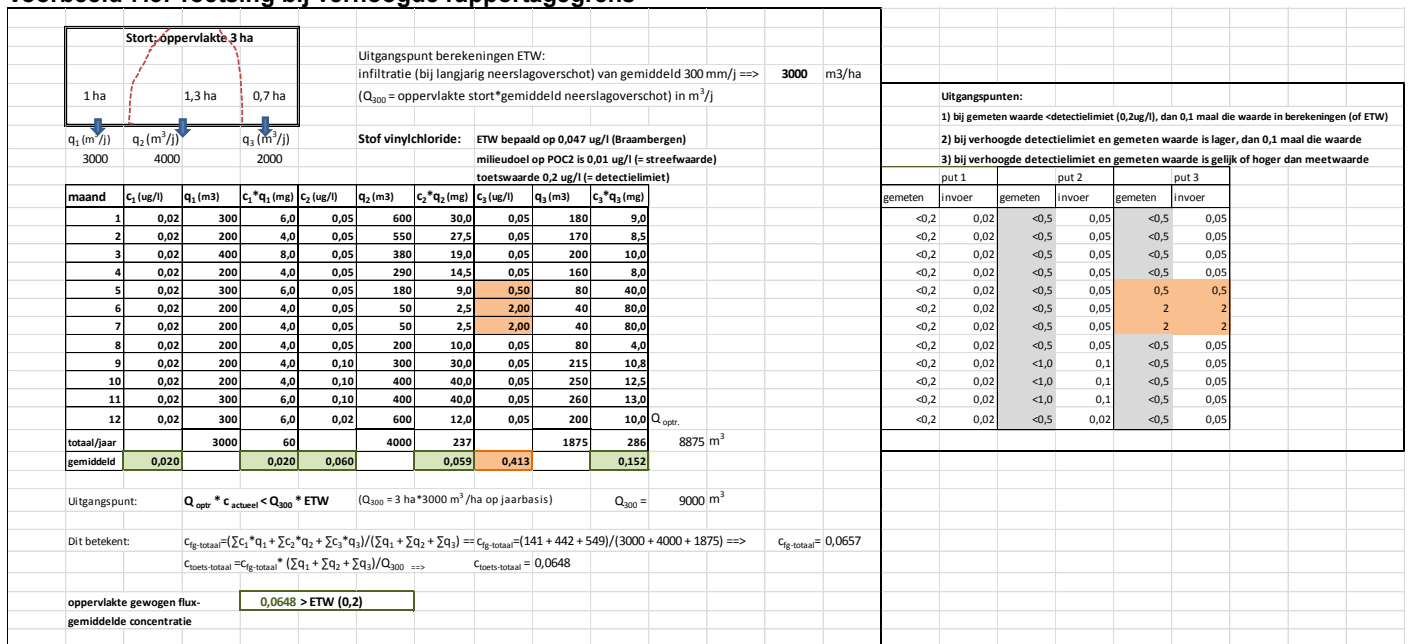 Voorbeeld 7.3: Toetsing bij verhoogde rapportagegrens
Stort: oppervlakte 3 ha
1 ha 1,3 ha 0,7 ha
q1 (m3/j) q2 (m3/j) q3 (m3/j)
3000 4000 2000
Uitgangspunt berekeningen ETW:
infiltratie (bij langjarig neerslagoverschot) van gemiddeld 300 mm/j ==> 3000 m3/ha
(Q300 = oppervlakte stort*gemiddeld neerslagoverschot) in m3/j
Stof vinylchloride: ETW bepaald op 0,047 ug/l (Braambergen)
milieudoel op POC2 is 0,01 ug/l (= streefwaarde)
toetswaarde 0,2 ug/l (= detectielimiet)
maand c1 (ug/l) q1 (m3) c1*q1 (mg) c2 (ug/l) q2 (m3) c2*q2 (mg) c3 (ug/l) q3 (m3) c3*q3 (mg)
1 0,02 300 6,0 0,05 600 30,0 0,05 180 9,0
2 0,02 200 4,0 0,05 550 27,5 0,05 170 8,5
3 0,02 400 8,0 0,05 380 19,0 0,05 200 10,0
4 0,02 200 4,0 0,05 290 14,5 0,05 160 8,0
5 0,02 300 6,0 0,05 180 9,0 0,50 80 40,0
6 0,02 200 4,0 0,05 50 2,5 2,00 40 80,0
7 0,02 200 4,0 0,05 50 2,5 2,00 40 80,0
8 0,02 200 4,0 0,05 200 10,0 0,05 80 4,0
9 0,02 200 4,0 0,10 300 30,0 0,05 215 10,8
10 0,02 200 4,0 0,10 400 40,0 0,05 250 12,5
11 0,02 300 6,0 0,10 400 40,0 0,05 260 13,0
12 0,02 300 6,0 0,02 600 12,0 0,05 200 10,0 Q optr.
totaal/jaar 3000 60 4000 237 1875 286 8875 m3
gemiddeld 0,020 0,020 0,060 0,059 0,413 0,152
Uitgangspunt: Q optr * c actueel < Q300 * ETW (Q300 = 3 ha*3000 m3/ha op jaarbasis) Q300 = 9000 m3
Dit betekent: cfg-totaal=(∑c1*q1 + ∑c2*q2 + ∑c3*q3)/(∑q1 + ∑q2 + ∑q3) == cfg-totaal=(141 + 442 + 549)/(3000 + 4000 + 1875) ==> cfg-totaal= 0,0657
ctoets-totaal =cfg-totaal* (∑q1 + ∑q2 + ∑q3)/Q300 ==> ctoets-totaal = 0,0648
oppervlakte gewogen flux- 0,0648 > ETW (0,2)
gemiddelde concentratie
Uitgangspunten:
1) bij gemeten waarde <detectielimiet (0,2ug/l), dan 0,1 maal die waarde in berekeningen (of ETW)
2) bij verhoogde detectielimiet en gemeten waarde is lager, dan 0,1 maal die waarde
3) bij verhoogde detectielimiet en gemeten waarde is gelijk of hoger dan meetwaarde
put 1 put 2 put 3
gemeten invoer gemeten invoer gemeten invoer
<0,2 0,02 <0,5 0,05 <0,5 0,05
<0,2 0,02 <0,5 0,05 <0,5 0,05
<0,2 0,02 <0,5 0,05 <0,5 0,05
<0,2 0,02 <0,5 0,05 <0,5 0,05
<0,2 0,02 <0,5 0,05 0,5 0,5
<0,2 0,02 <0,5 0,05 2 2
<0,2 0,02 <0,5 0,05 2 2
<0,2 0,02 <0,5 0,05 <0,5 0,05
<0,2 0,02 <1,0 0,1 <0,5 0,05
<0,2 0,02 <1,0 0,1 <0,5 0,05
<0,2 0,02 <1,0 0,1 <0,5 0,05
<0,2 0,02 <0,5 0,02 <0,5 0,05